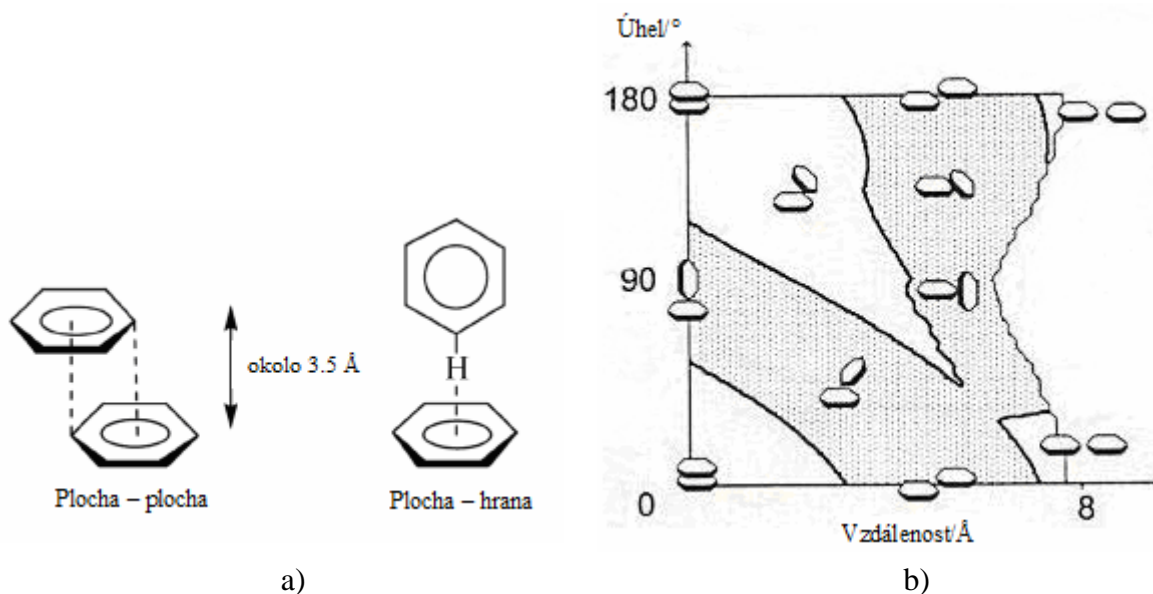 okolo 3.5 Å
H
Plocha – plocha
Plocha – hrana
a)
Úhel/°
180
90
0
8
Vzdálenost/Å
b)